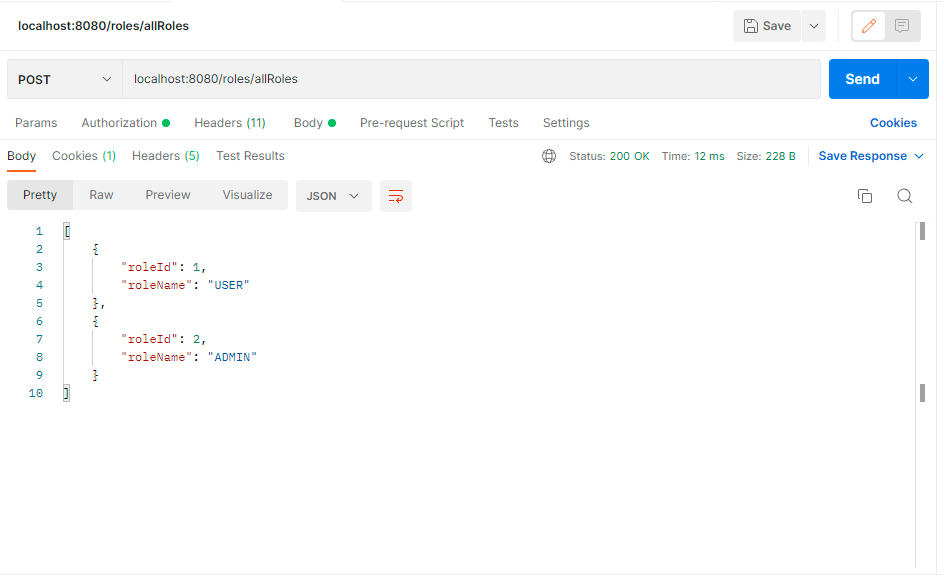 localhost:8080/roles/allRoles
Save
POST
localhost:8080/roles/allRoles
Send
Params Authorization Headers (11) Body Pre-request Script Tests Settings Cookies
Body Cookies (1) Headers (5) Test Results Status: 200 OK Time: 12 ms Size: 228 B Save Response
Pretty Raw Preview Visualize JSON
1 [
2 {
3 "roleId": 1,
4 "roleName": "USER"
5 },
6 {
7 "roleId": 2,
8 "roleName": "ADMIN"
9 }
10 ]